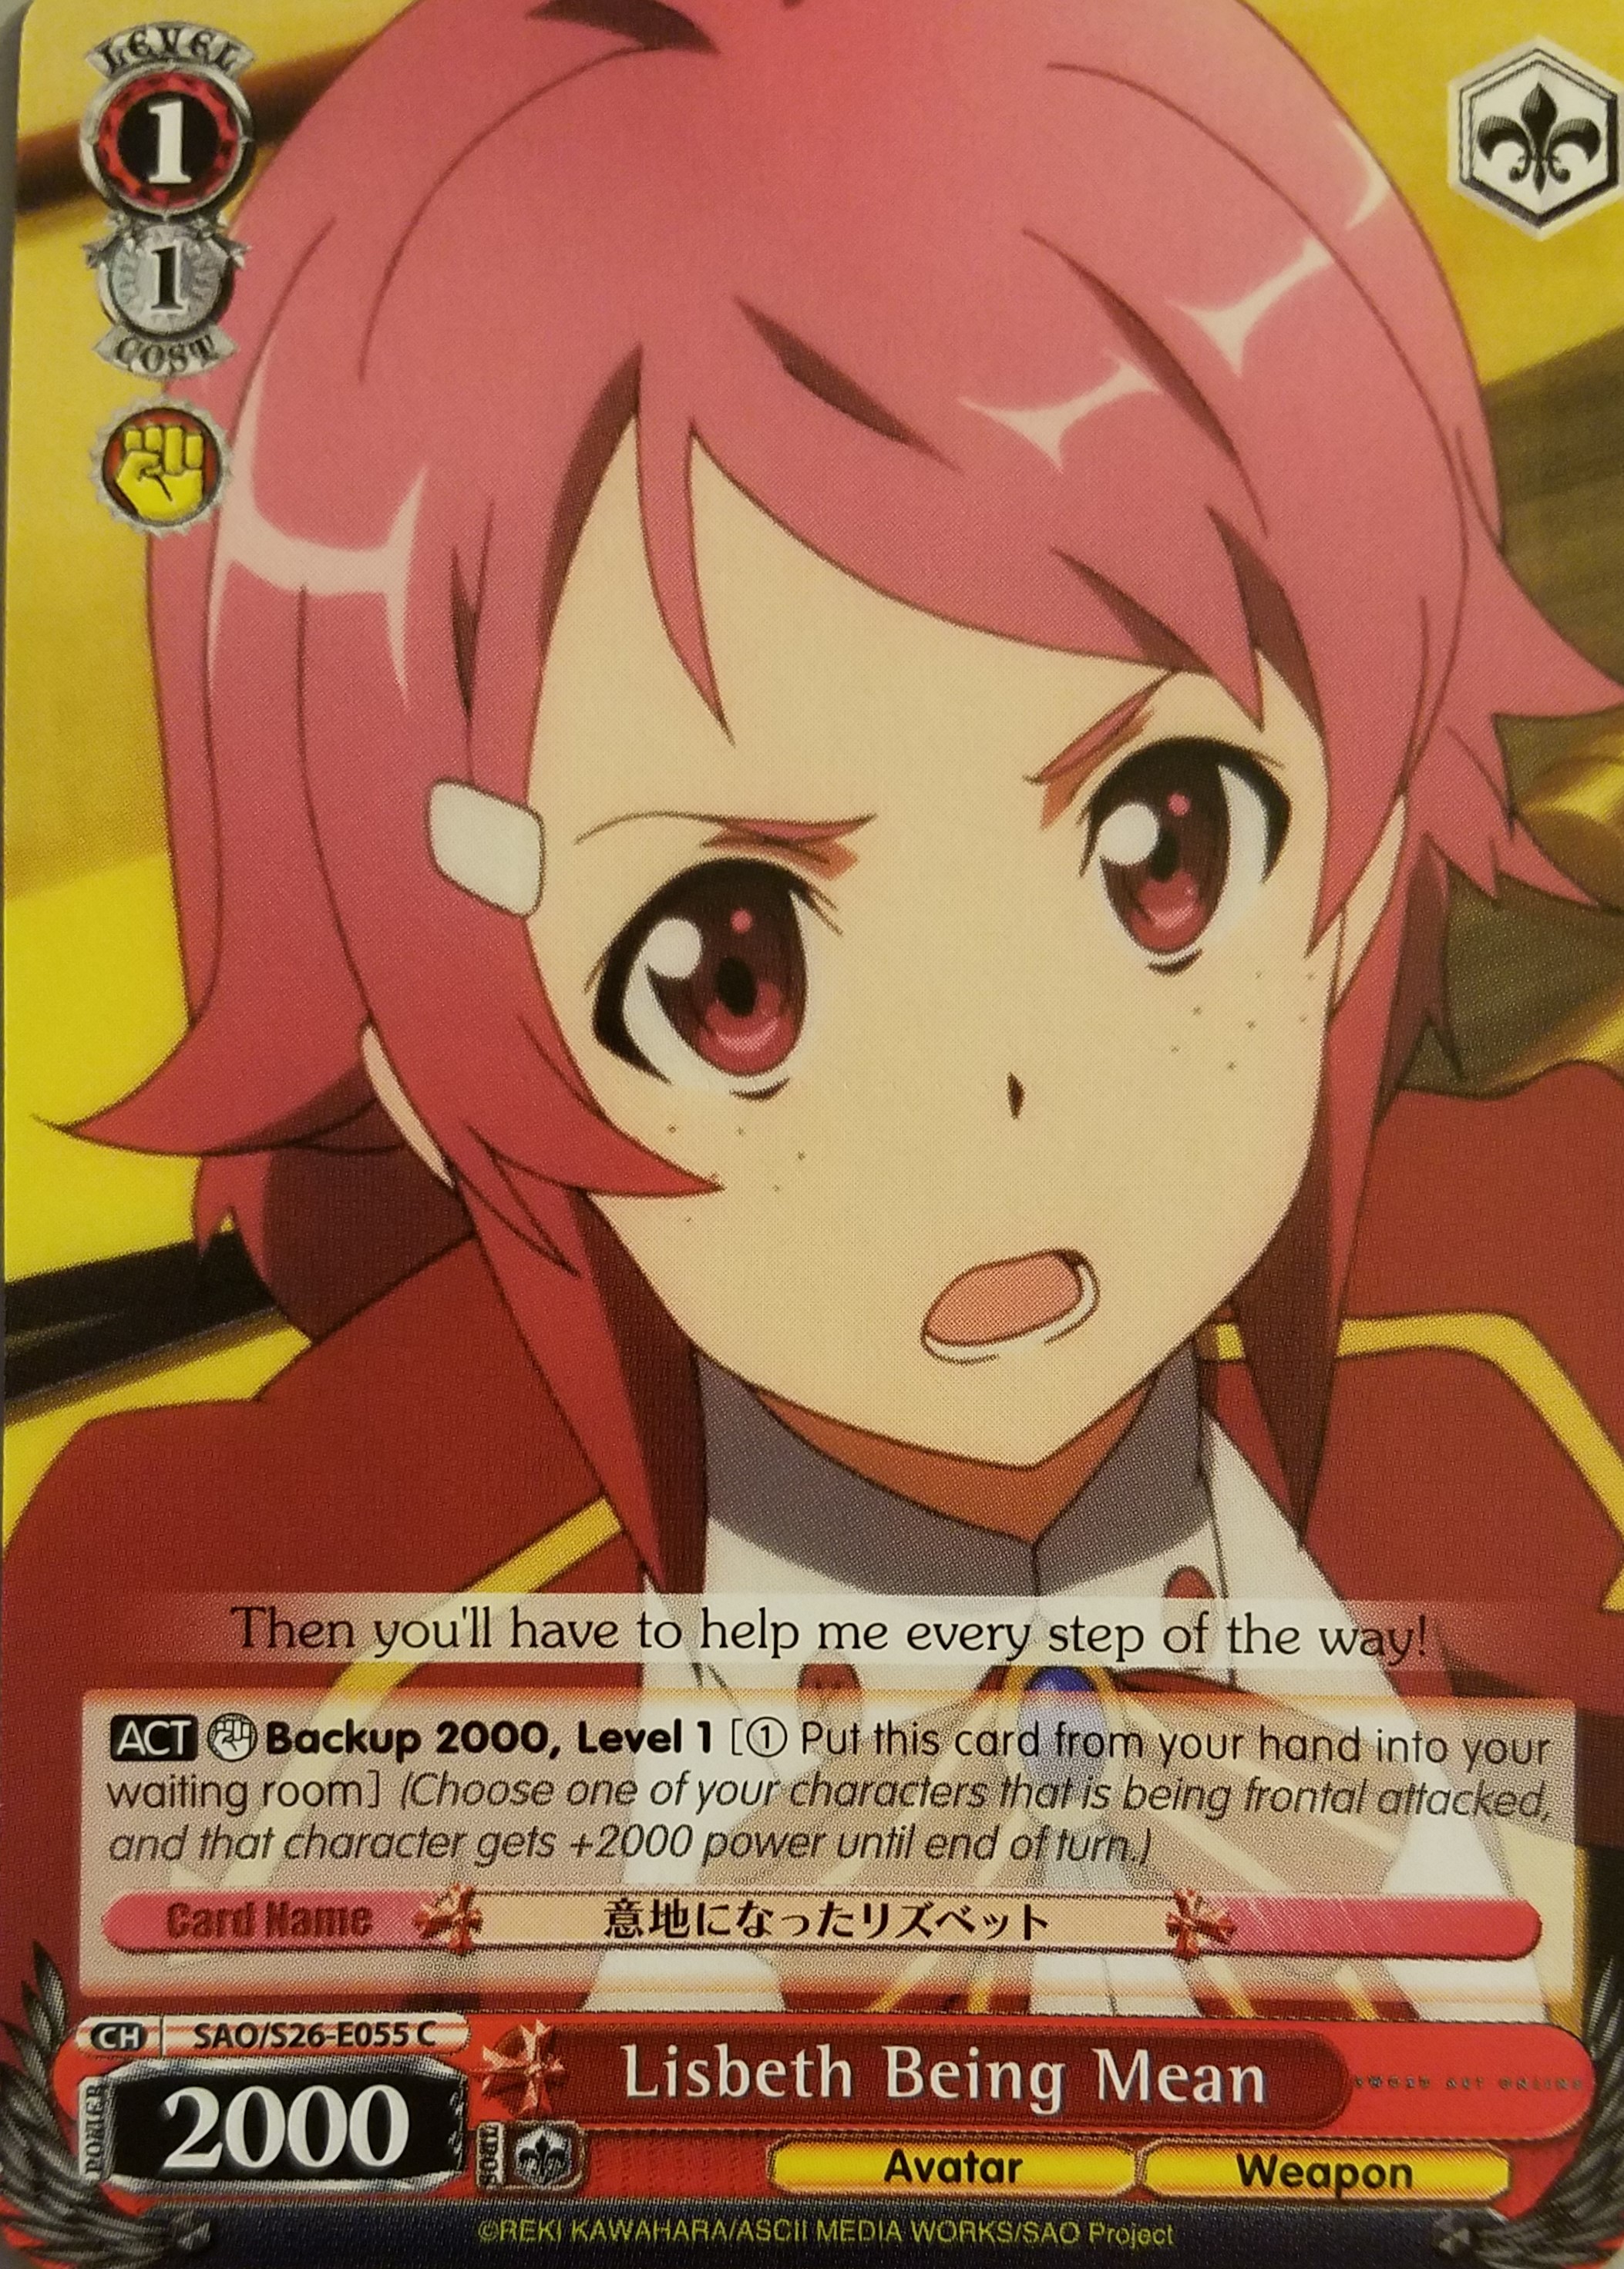 LEVEL
1
1
COST
Then you'll have to help me every step of the way!
ACT Backup 2000, Level 1 [① Put this card from your hand into your
waiting room] (Choose one of your characters that is being frontal attacked,
and that character gets +2000 power until end of turn.)
Card Name 意地になったリズベット
CH SAO/S26-E055 C
POWER 2000
Lisbeth Being Mean
SWORD ART ONLINE
SOUL
Avatar Weapon
©REKI KAWAHARA/ASCII MEDIA WORKS/SAO Project